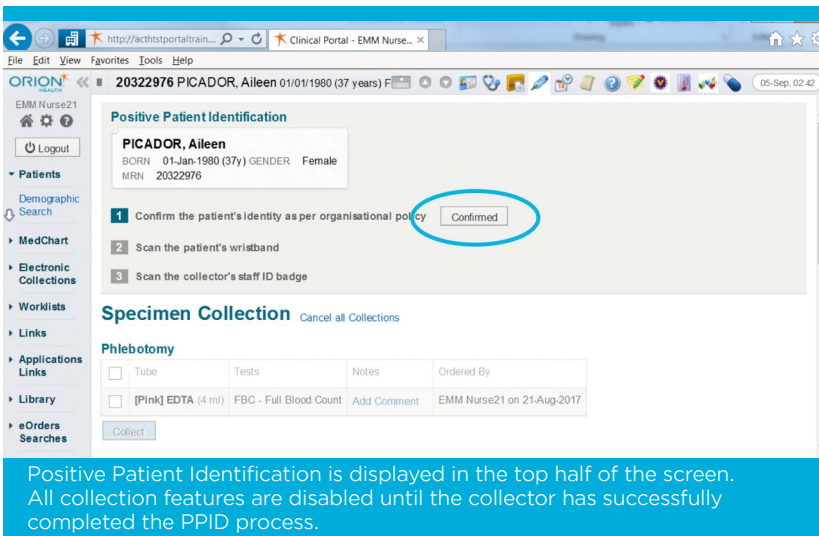 http://acthtstportaltrain...
Clinical Portal - EMM Nurse...
File Edit View Favorites Tools Help
ORION HEALTH
20322976 PICADOR, Aileen 01/01/1980 (37 years) F
05-Sep, 02:42
EMM Nurse21
Logout
Patients
Demographic Search
MedChart
Electronic Collections
Worklists
Links
Applications Links
Library
eOrders Searches
Positive Patient Identification
PICADOR, Aileen
BORN 01-Jan-1980 (37y) GENDER Female
MRN 20322976
1 Confirm the patient's identity as per organisational policy Confirmed
2 Scan the patient's wristband
3 Scan the collector's staff ID badge
Specimen Collection Cancel all Collections
Phlebotomy
Tube Tests Notes Ordered By
[Pink] EDTA (4 ml) FBC - Full Blood Count Add Comment EMM Nurse21 on 21-Aug-2017
Collect
Positive Patient Identification is displayed in the top half of the screen.
All collection features are disabled until the collector has successfully
completed the PPID process.